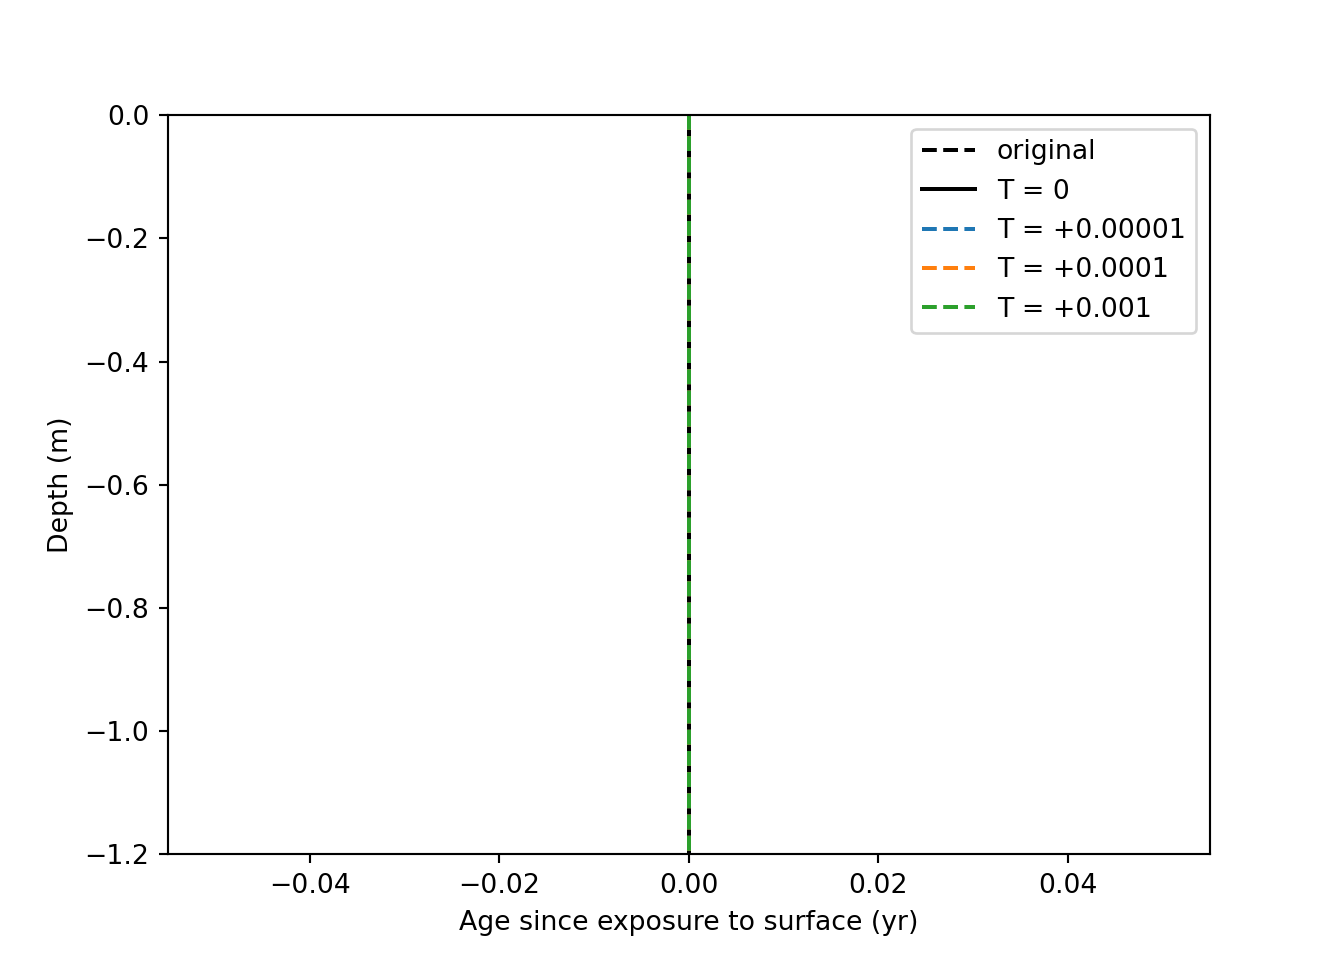 0.0
−0.2
−0.4
−0.6
−0.8
−1.0
−1.2
Depth (m)
original
T = 0
T = +0.00001
T = +0.0001
T = +0.001
−0.04 −0.02 0.00 0.02 0.04
Age since exposure to surface (yr)